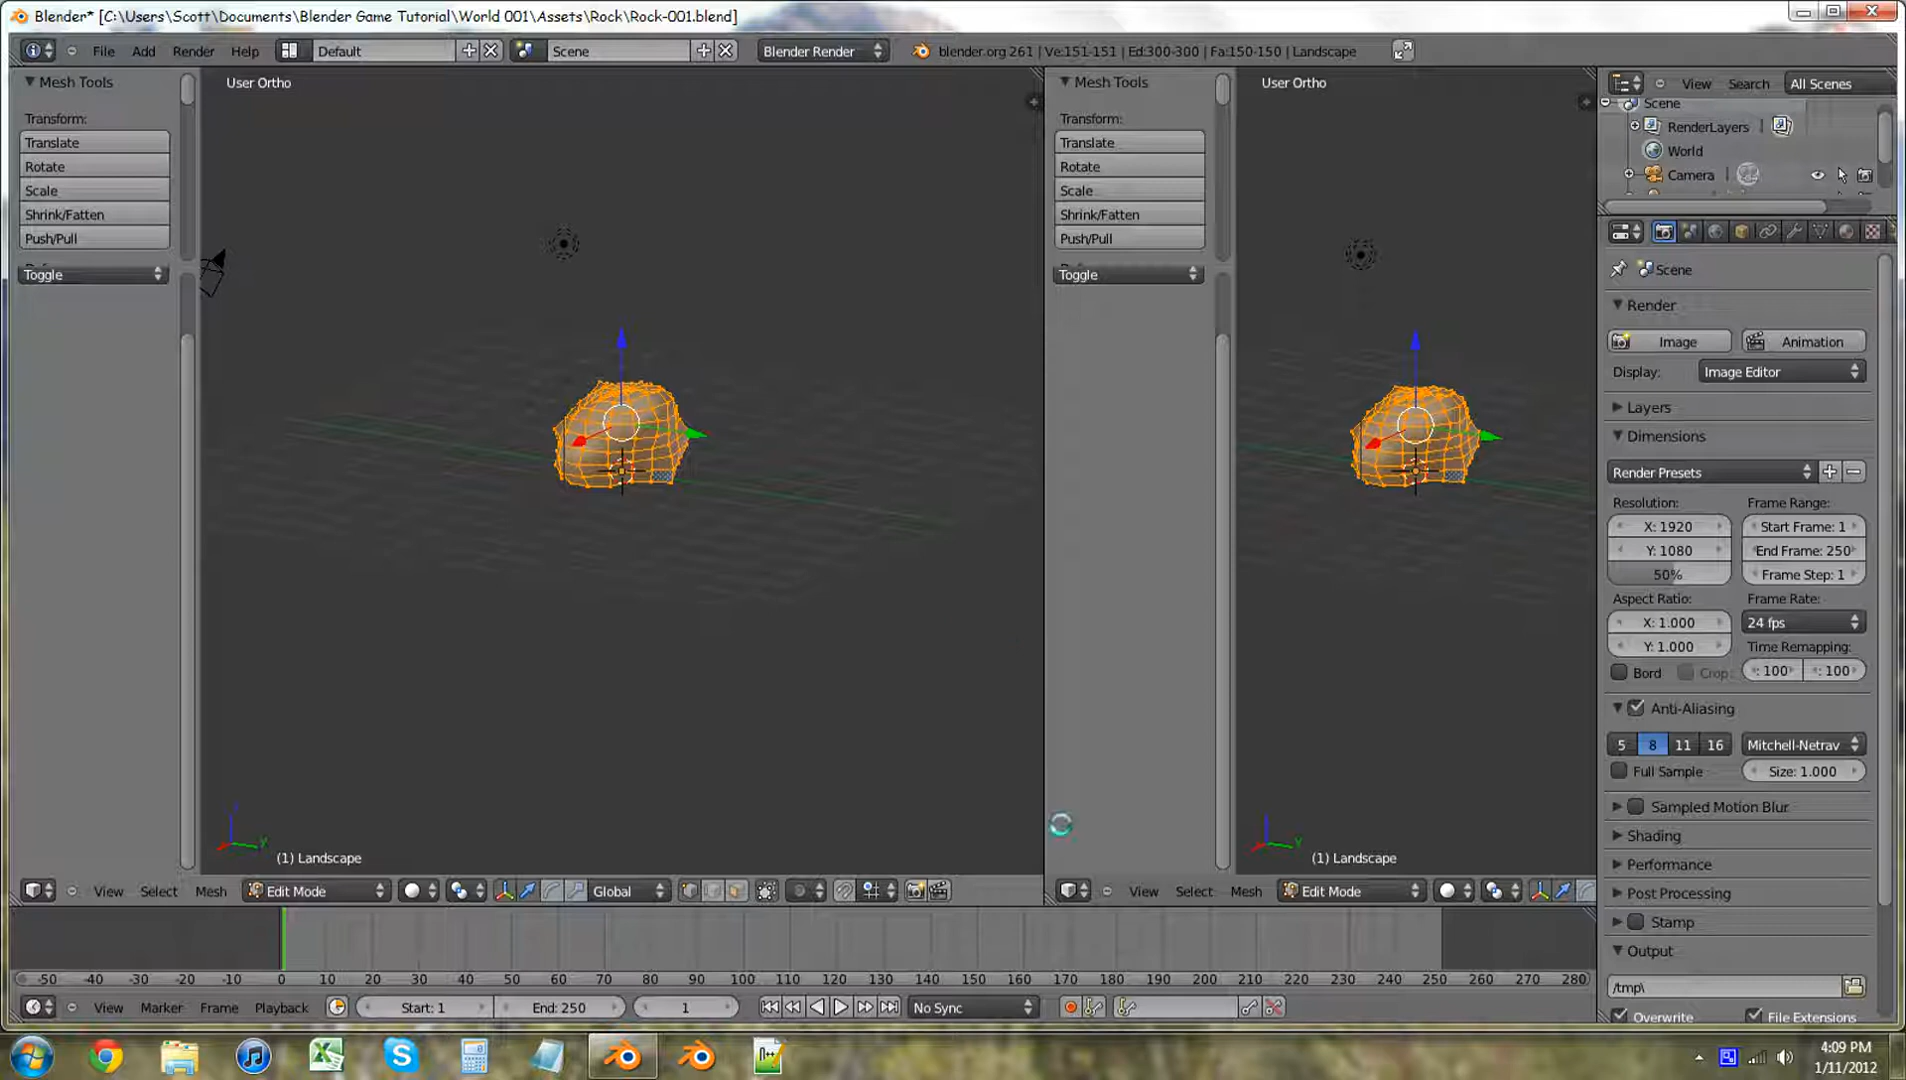 Blender* [C:\Users\Scott\Documents\Blender Game Tutorial\World 001\Assets\Rock\Rock-001.blend]
File Add Render Help Default Scene Blender Render blender.org 261 | Ve:151-151 | Ed:300-300 | Fa:150-150 | Landscape
Mesh Tools
Transform:
Translate
Rotate
Scale
Shrink/Fatten
Push/Pull
Toggle
User Ortho
(1) Landscape
View Select Mesh Edit Mode Global
Mesh Tools
Transform:
Translate
Rotate
Scale
Shrink/Fatten
Push/Pull
Toggle
User Ortho
(1) Landscape
View Select Mesh Edit Mode
View Search All Scenes
Scene
RenderLayers |
World
Camera |
Scene
Render
Image Animation
Display: Image Editor
Layers
Dimensions
Render Presets
Resolution: Frame Range:
X: 1920 Start Frame: 1
Y: 1080 End Frame: 250
50% Frame Step: 1
Aspect Ratio: Frame Rate:
X: 1.000 24 fps
Y: 1.000 Time Remapping:
Bord Crop : 100 : 100
Anti-Aliasing
5 8 11 16 Mitchell-Netrav
Full Sample Size: 1.000
Sampled Motion Blur
Shading
Performance
Post Processing
Stamp
Output
/tmp\
Overwrite File Extensions
-50 -40 -30 -20 -10 0 10 20 30 40 50 60 70 80 90 100 110 120 130 140 150 160 170 180 190 200 210 220 230 240 250 260 270 280
View Marker Frame Playback Start: 1 End: 250 1 No Sync
4:09 PM
1/11/2012